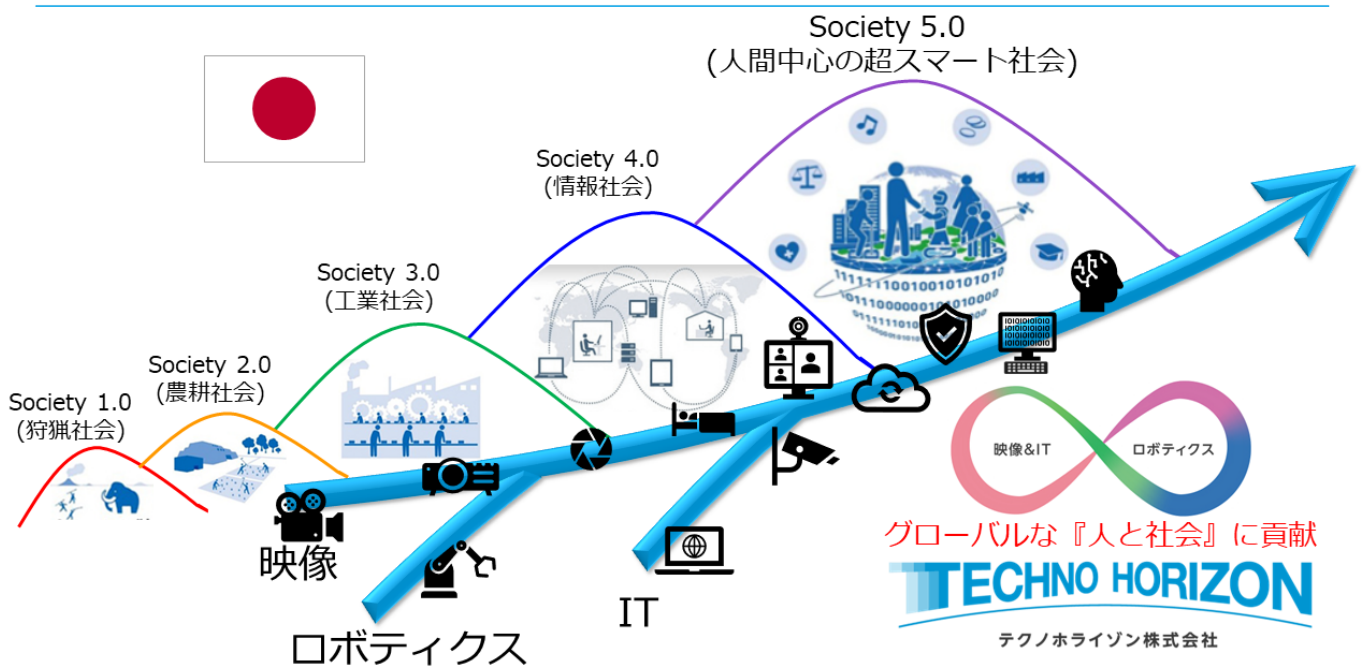 Society 5.0
(人間中心の超スマート社会)
Society 4.0
(情報社会)
Society 3.0
(工業社会)
Society 2.0
(農耕社会)
Society 1.0
(狩猟社会)
映像
ロボティクス
IT
映像&IT
ロボティクス
グローバルな『人と社会』に貢献
TECHNO HORIZON
テクノホライゾン株式会社